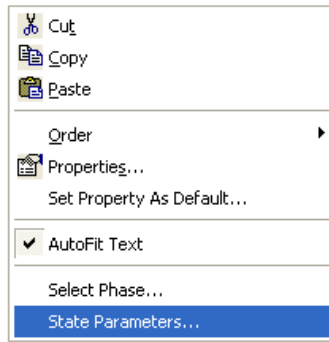 Cut
Copy
Paste
Order
Properties...
Set Property As Default...
AutoFit Text
Select Phase...
State Parameters...